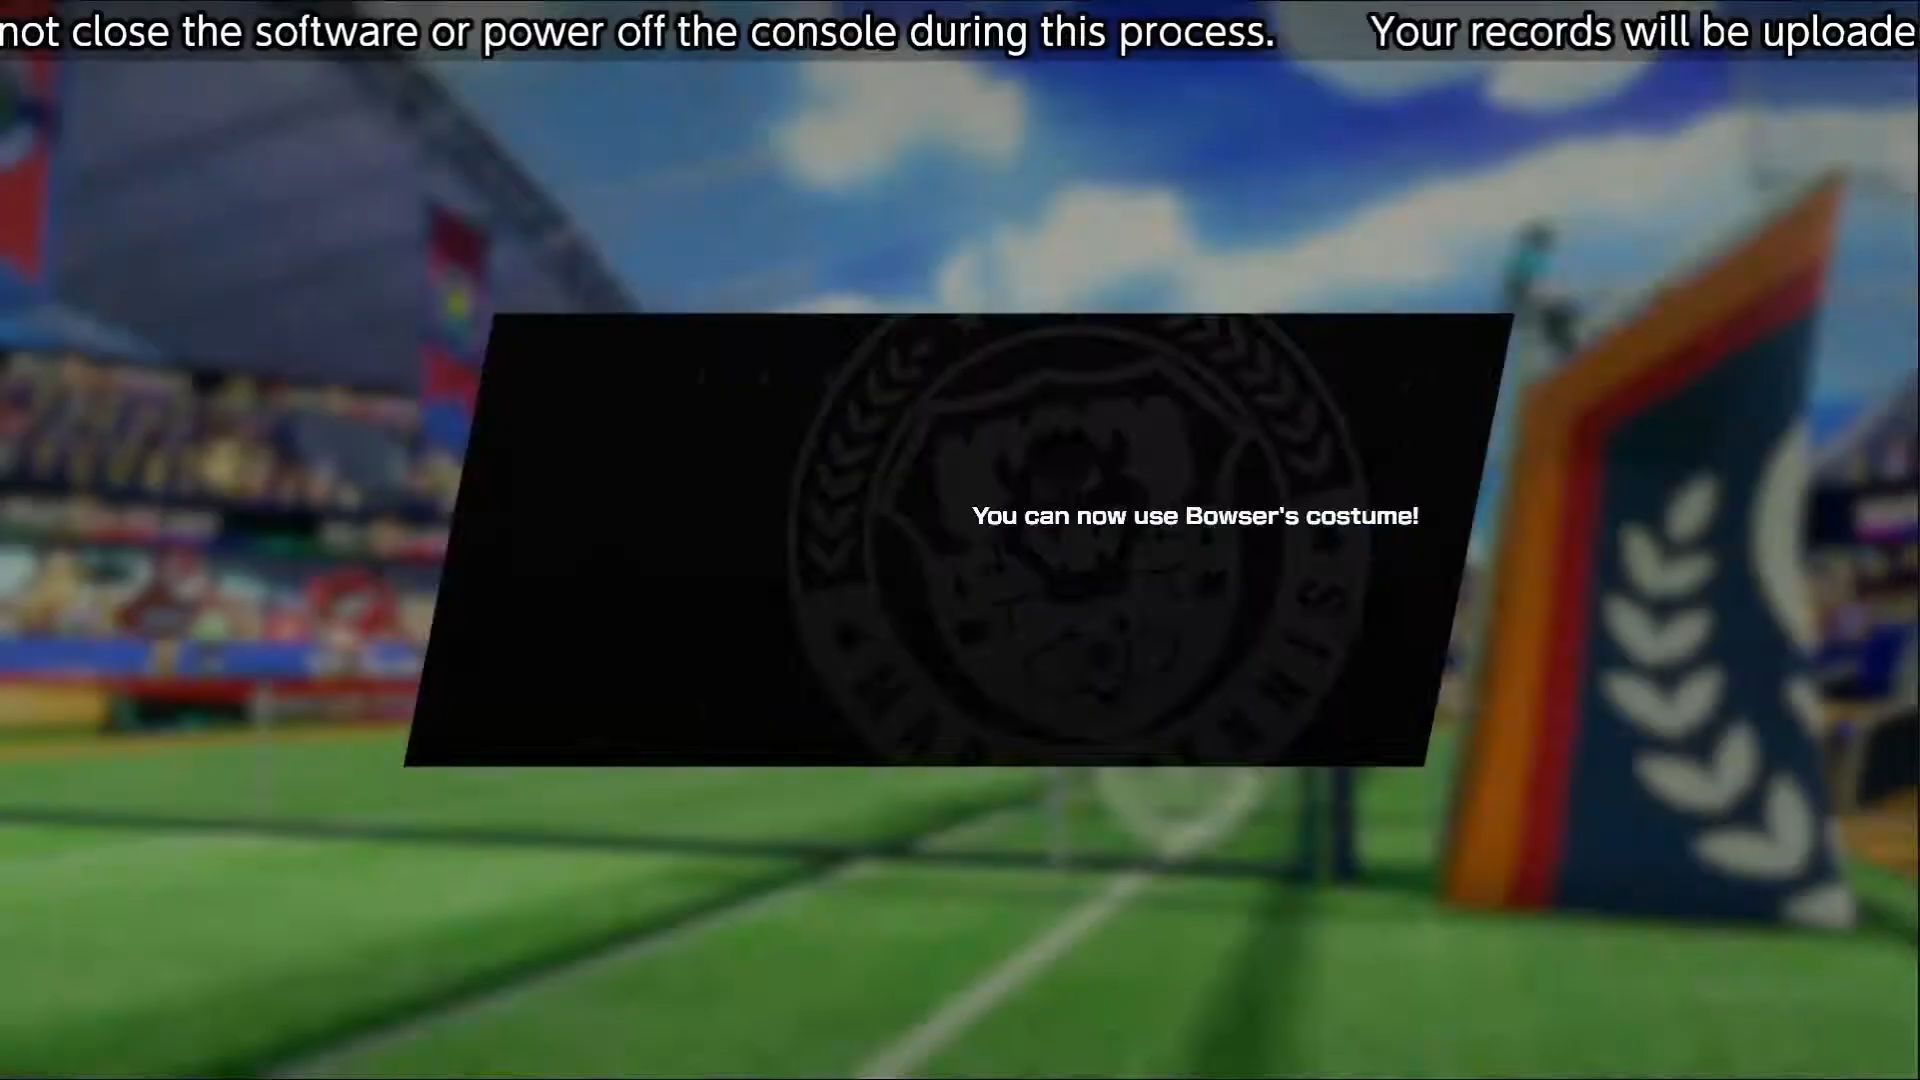 not close the software or power off the console during this process. Your records will be uploade
You can now use Bowser's costume!